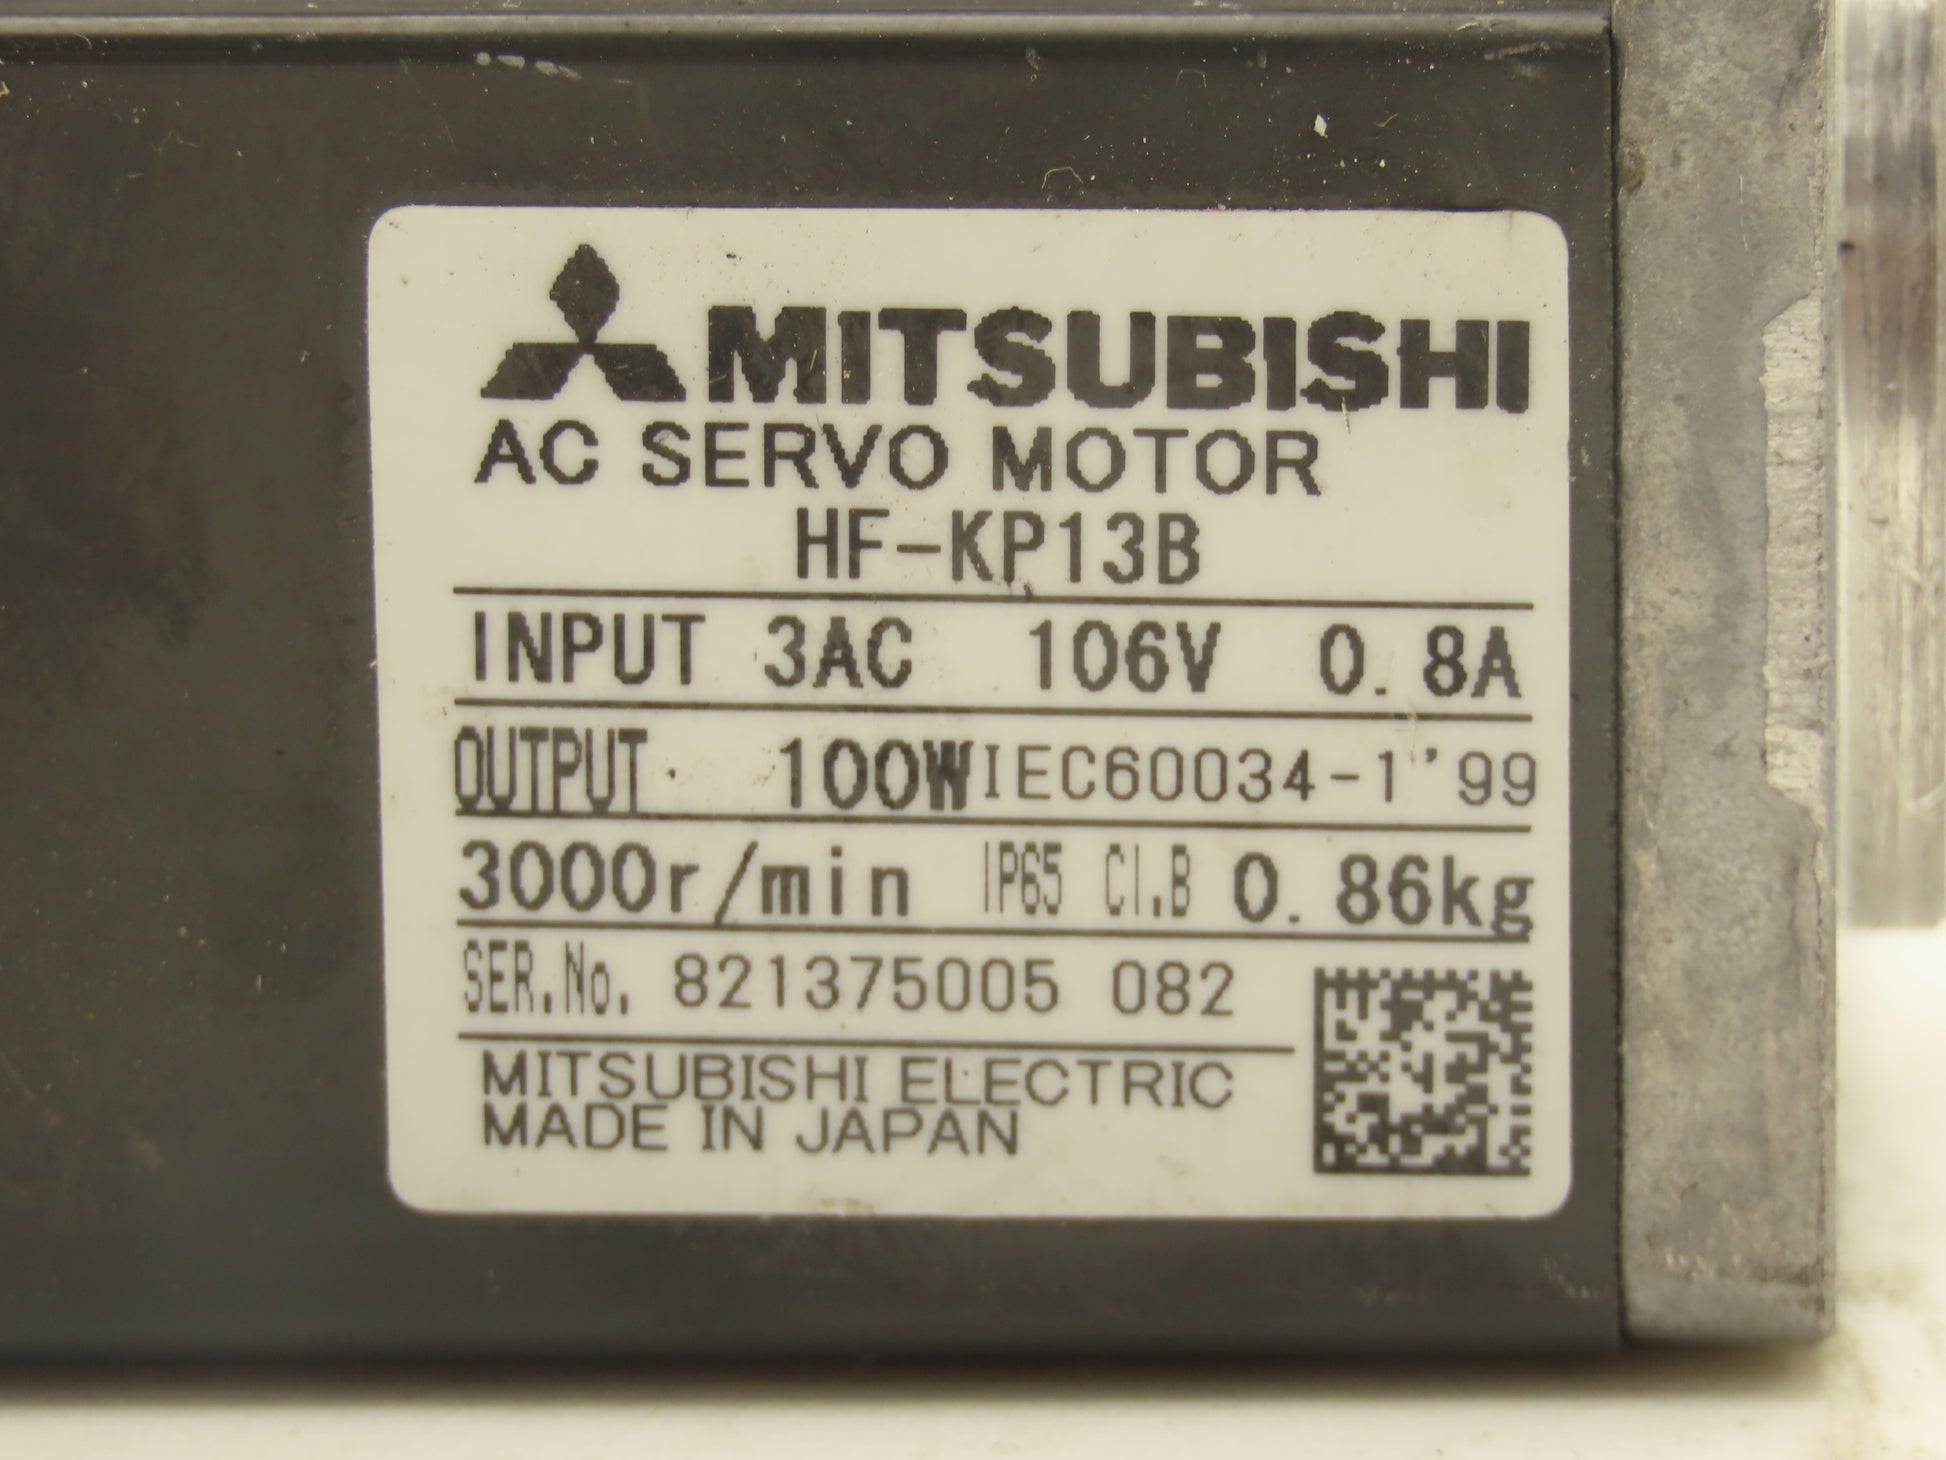 MITSUBISHI
AC SERVO MOTOR
HF-KP13B
INPUT 3AC 106V 0.8A
OUTPUT 100W IEC60034-1'99
3000r/min IP65 Cl.B 0.86kg
SER.No. 821375005 082
MITSUBISHI ELECTRIC
MADE IN JAPAN